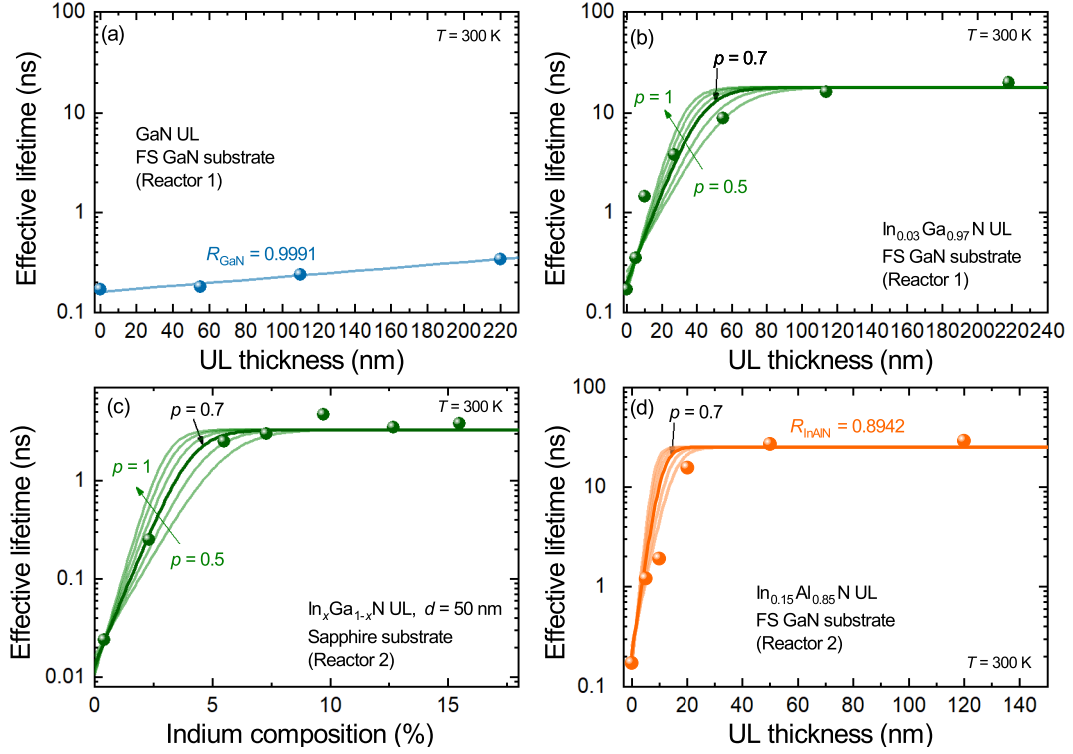 (a)
T = 300 K
100
10
1
0.1
Effective lifetime (ns)
GaN UL
FS GaN substrate
(Reactor 1)
R_GaN = 0.9991
0 20 40 60 80 100 120 140 160 180 200 220
UL thickness (nm)
(b)
T = 300 K
p = 0.7
p = 1
p = 0.5
100
10
1
0.1
Effective lifetime (ns)
In0.03Ga0.97N UL
FS GaN substrate
(Reactor 1)
0 20 40 60 80 100 120 140 160 180 200 220 240
UL thickness (nm)
(c)
p = 0.7
T = 300 K
p = 1
p = 0.5
1
0.1
0.01
Effective lifetime (ns)
InxGa1-xN UL, d = 50 nm
Sapphire substrate
(Reactor 2)
0 5 10 15
Indium composition (%)
(d)
p = 0.7
R_InAlN = 0.8942
100
10
1
0.1
Effective lifetime (ns)
In0.15Al0.85N UL
FS GaN substrate
(Reactor 2)
T = 300 K
0 20 40 60 80 100 120 140
UL thickness (nm)